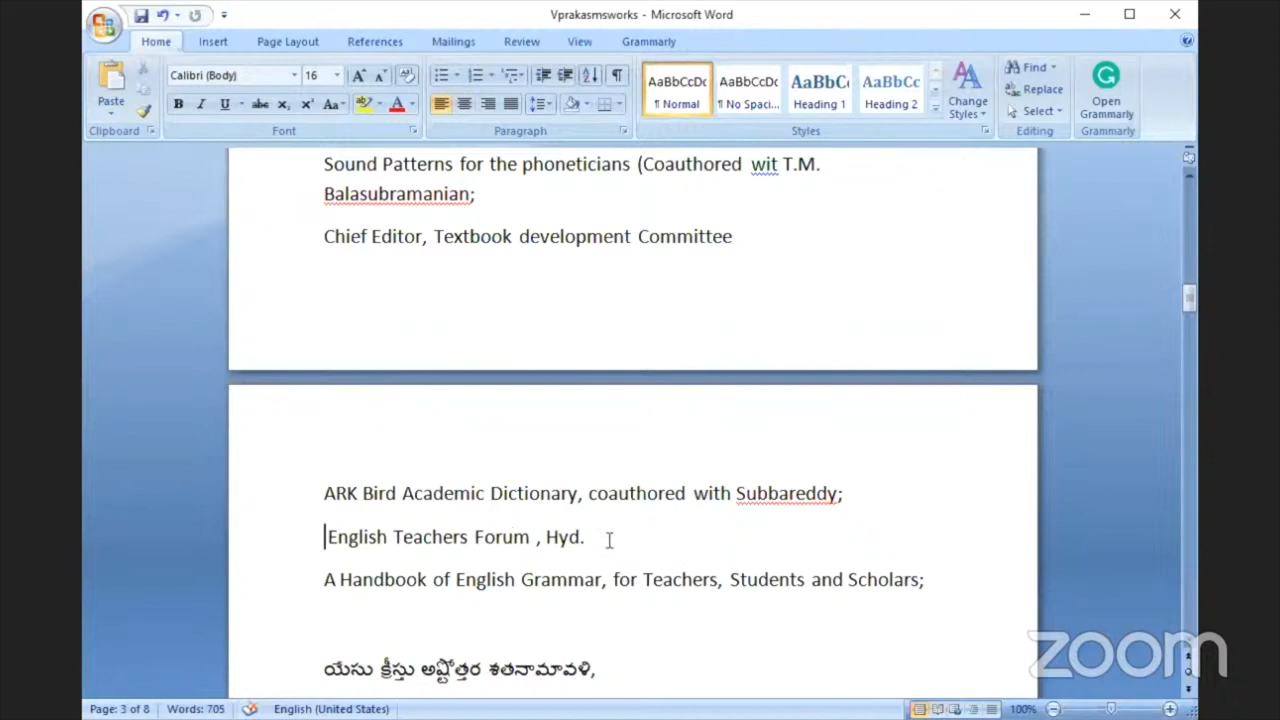 Vprakasmsworks - Microsoft Word
Home Insert Page Layout References Mailings Review View Grammarly
Paste
Calibri (Body) 16
AaBbCcDc AaBbCcDc AaBbC AaBbCc
¶ Normal ¶ No Spaci... Heading 1 Heading 2
Change Styles
Find
Replace
Select
Open Grammarly
Clipboard Font Paragraph Styles Editing Grammarly
Sound Patterns for the phoneticians (Coauthored wit T.M.
Balasubramanian;
Chief Editor, Textbook development Committee
ARK Bird Academic Dictionary, coauthored with Subbareddy;
English Teachers Forum , Hyd.
A Handbook of English Grammar, for Teachers, Students and Scholars;
యేసు క్రీస్తు అష్టోత్తర శతనామావళి,
zoom
Page: 3 of 8 Words: 705 English (United States) 100%